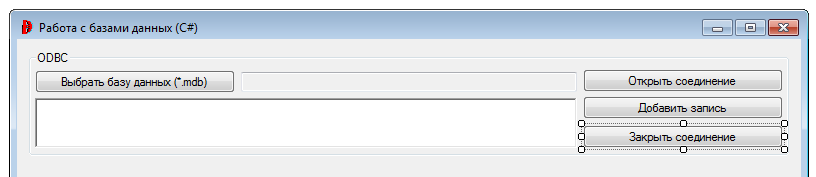 Работа с базами данных (C#)
ODBC
Выбрать базу данных (*.mdb)
Открыть соединение
Добавить запись
Закрыть соединение